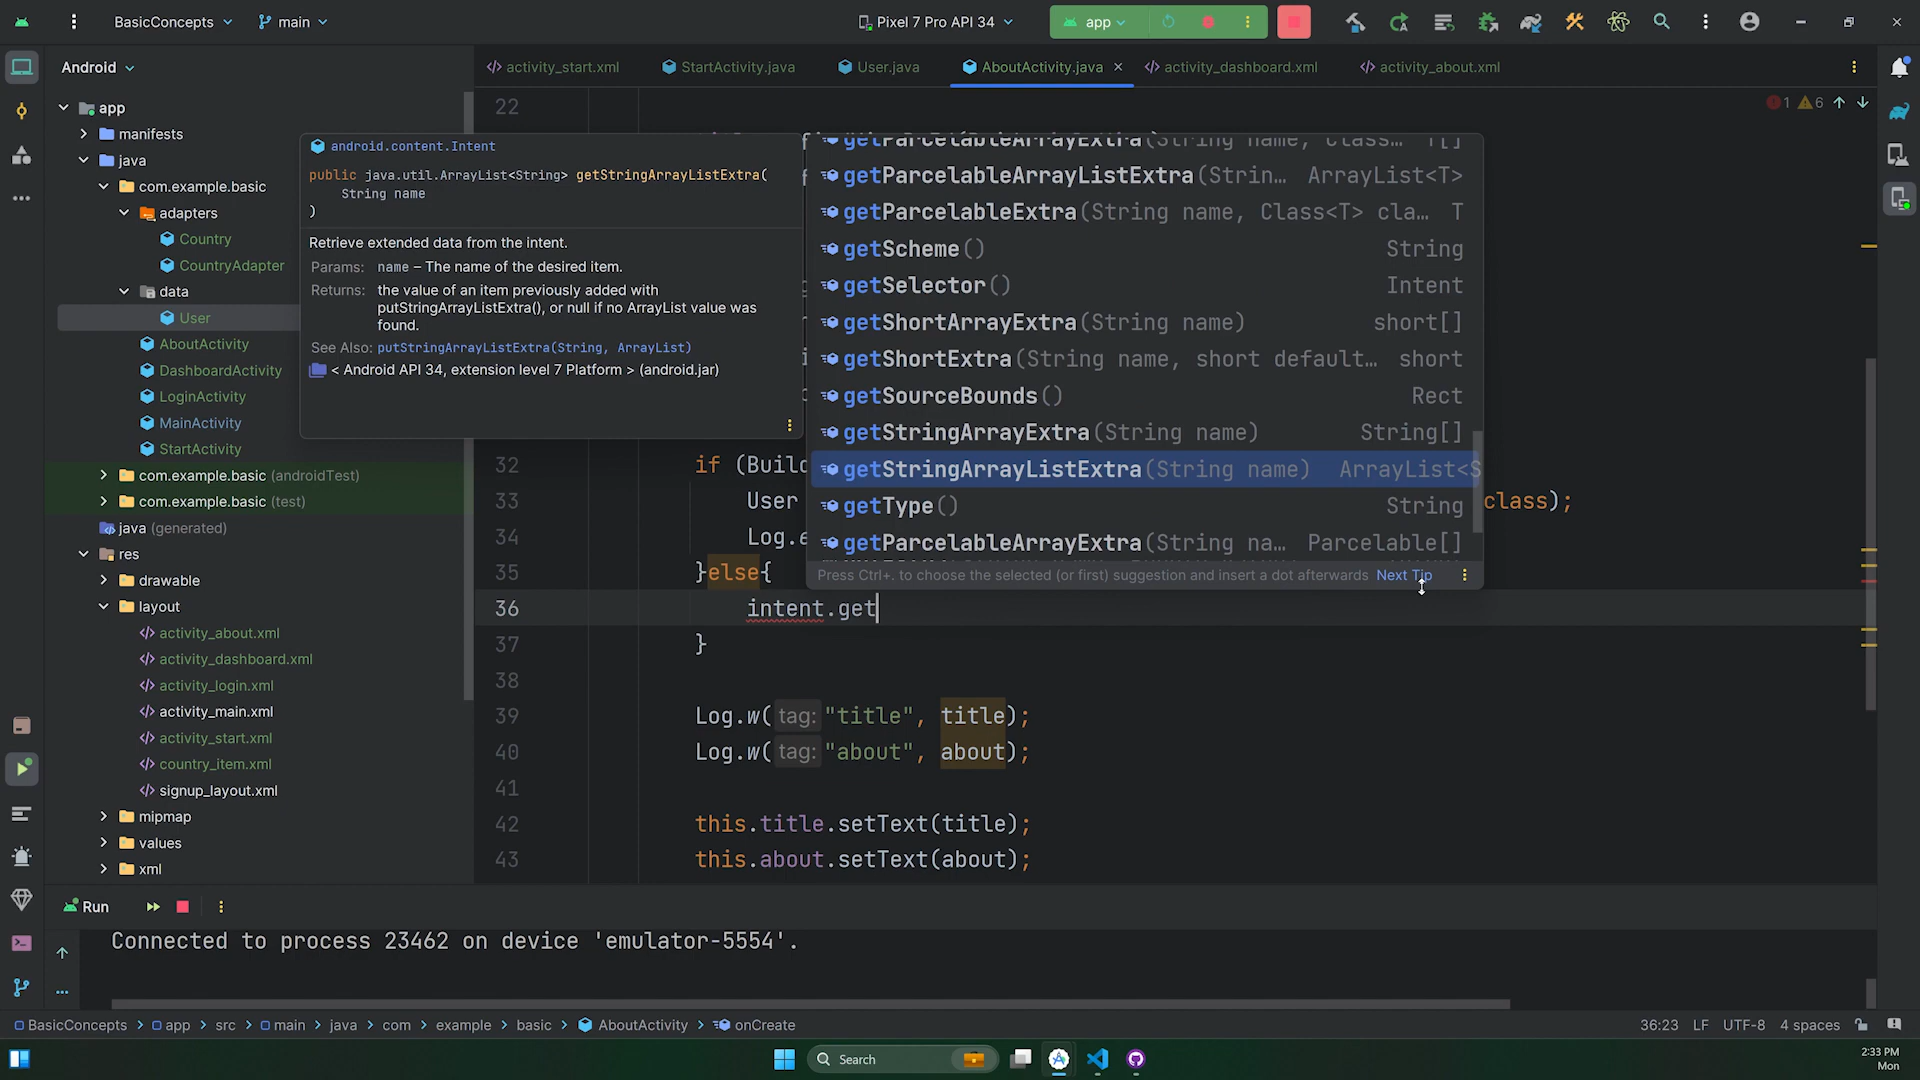 BasicConcepts
main
Pixel 7 Pro API 34
app
Android
activity_start.xml
StartActivity.java
User.java
AboutActivity.java
activity_dashboard.xml
activity_about.xml
1
6
app
manifests
java
com.example.basic
adapters
Country
CountryAdapter
data
User
AboutActivity
DashboardActivity
LoginActivity
MainActivity
StartActivity
com.example.basic (androidTest)
com.example.basic (test)
java (generated)
res
drawable
layout
activity_about.xml
activity_dashboard.xml
activity_login.xml
activity_main.xml
activity_start.xml
country_item.xml
signup_layout.xml
mipmap
values
xml
android.content.Intent
public java.util.ArrayList<String> getStringArrayListExtra(
String name
)
Retrieve extended data from the intent.
Params: name – The name of the desired item.
Returns: the value of an item previously added with
putStringArrayListExtra(), or null if no ArrayList value was
found.
See Also: putStringArrayListExtra(String, ArrayList)
< Android API 34, extension level 7 Platform > (android.jar)
getParcelableArrayExtra(String name, class… T[]
getParcelableArrayListExtra(Strin… ArrayList<T>
getParcelableExtra(String name, Class<T> cla… T
getScheme() String
getSelector() Intent
getShortArrayExtra(String name) short[]
getShortExtra(String name, short default… short
getSourceBounds() Rect
getStringArrayExtra(String name) String[]
getStringArrayListExtra(String name) ArrayList<S
getType() String
getParcelableArrayExtra(String na… Parcelable[]
Press Ctrl+. to choose the selected (or first) suggestion and insert a dot afterwards Next Tip
22
32 if (Build
33 User class);
34 Log.e
35 }else{
36 intent.get
37 }
38
39 Log.w( tag: "title", title);
40 Log.w( tag: "about", about);
41
42 this.title.setText(title);
43 this.about.setText(about);
Run
Connected to process 23462 on device 'emulator-5554'.
BasicConcepts > app > src > main > java > com > example > basic > AboutActivity > onCreate
36:23 LF UTF-8 4 spaces
Search
2:33 PM
Mon